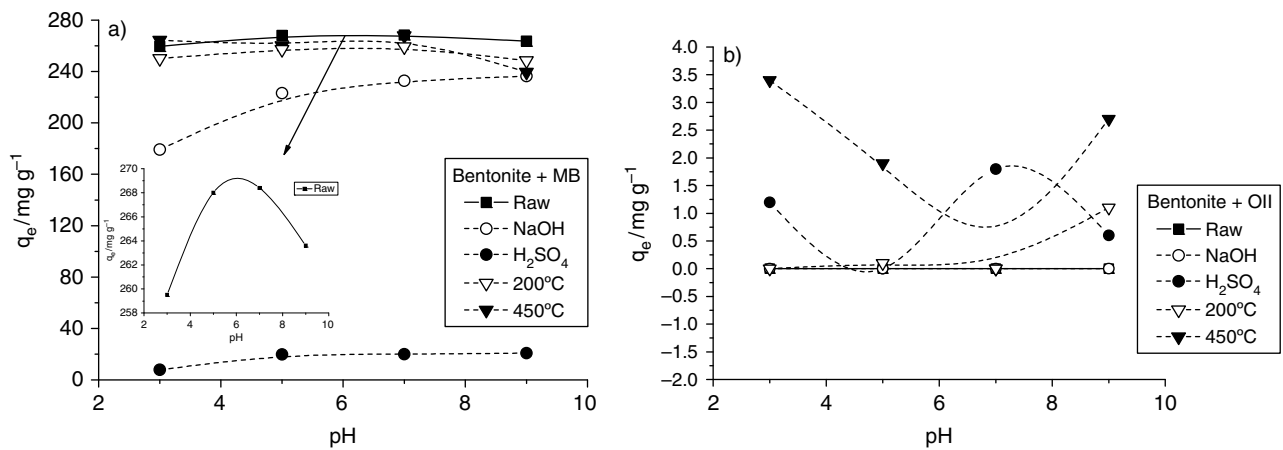 a)
280
240
200
180
160
120
80
40
0
2
4
6
8
10
qₑ/mg g⁻¹
pH
270
268
266
264
262
260
258
2
4
6
8
10
qₑ/mg g⁻¹
pH
Raw
Bentonite + MB
Raw
NaOH
H₂SO₄
200ºC
450ºC
b)
4.0
3.5
3.0
2.5
2.0
1.5
1.0
0.5
0.0
−0.5
−1.0
−1.5
−2.0
2
4
6
8
10
qₑ/mg g⁻¹
pH
Bentonite + OII
Raw
NaOH
H₂SO₄
200ºC
450ºC